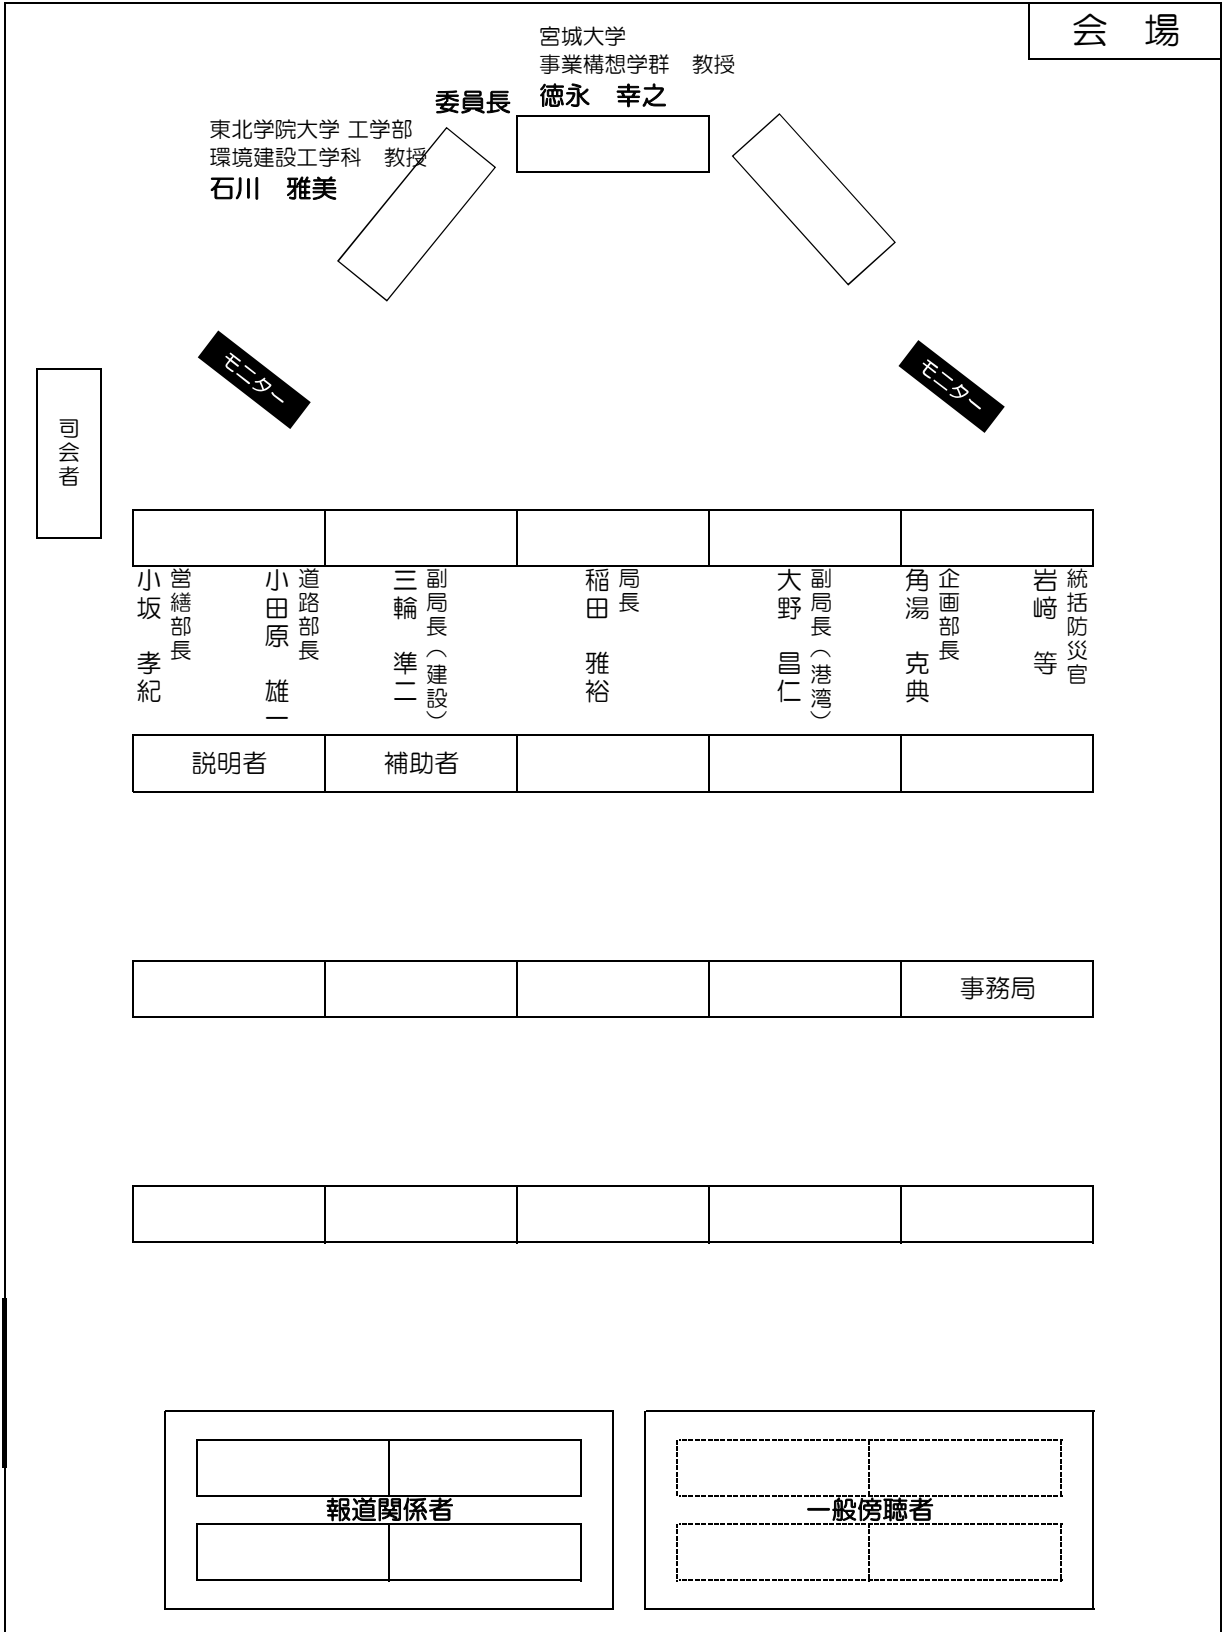 会　場
宮城大学
事業構想学群　教授
委員長
徳永　幸之
東北学院大学 工学部
環境建設工学科　教授
石川　雅美
モニター
モニター
司会者
営繕部長
小坂　孝紀
道路部長
小田原　雄一
副局長（建設）
三輪　準二
局長
稲田　雅裕
副局長（港湾）
大野　昌仁
企画部長
角湯　克典
統括防災官
岩﨑　等
説明者
補助者
事務局
報道関係者
一般傍聴者